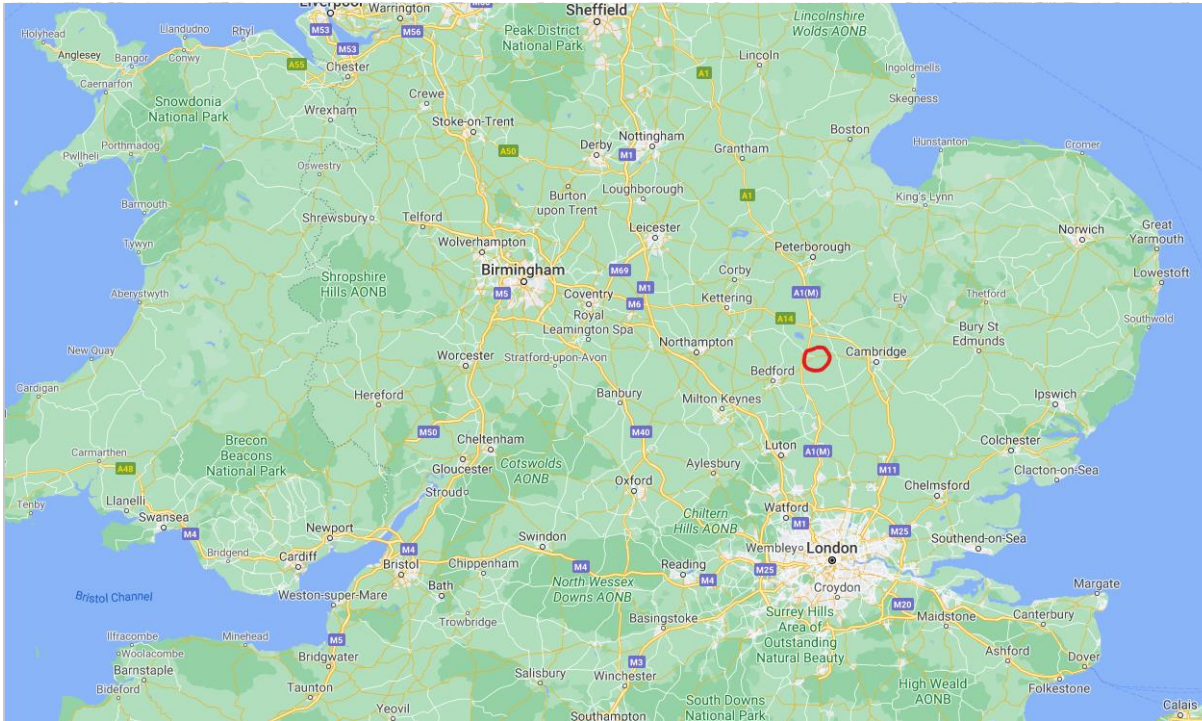 Liverpool
Warrington
Sheffield
Holyhead
Llandudno
Rhyl
M53
M56
Peak District
National Park
Lincolnshire
Wolds AONB
Anglesey
Bangor
Conwy
A55
M53
Chester
A1
Lincoln
Ingoldmells
Caernarfon
Crewe
Skegness
Snowdonia
National Park
Wrexham
Stoke-on-Trent
Nottingham
Boston
Porthmadog
Derby
M1
Grantham
Hunstanton
Cromer
Pwllheli
Oswestry
A50
Loughborough
A1
King's Lynn
Barmouth
Burton
upon Trent
Shrewsbury
Telford
Leicester
Norwich
Great
Yarmouth
Tywyn
Wolverhampton
Peterborough
Birmingham
M69
Corby
Lowestoft
Shropshire
Hills AONB
M5
Coventry
M1
M6
Kettering
A1(M)
Ely
Thetford
Aberystwyth
Royal
Leamington Spa
A14
Southwold
New Quay
Worcester
Stratford-upon-Avon
Northampton
Cambridge
Bury St
Edmunds
Cardigan
Bedford
Hereford
Banbury
Milton Keynes
Ipswich
M50
Cheltenham
M40
Luton
A1(M)
Colchester
Brecon
Beacons
National Park
Carmarthen
A48
Gloucester
Cotswolds
AONB
Aylesbury
M11
Clacton-on-Sea
Llanelli
Stroud
Oxford
Chelmsford
Tenby
Swansea
M4
Newport
Chiltern
Hills AONB
Watford
M1
M25
Bridgend
Cardiff
M4
Bristol
Swindon
Wembley
London
Southend-on-Sea
Chippenham
M4
Reading
M4
M25
Bristol Channel
Weston-super-Mare
Bath
North Wessex
Downs AONB
Croydon
Margate
Trowbridge
Basingstoke
Surrey Hills
Area of
Outstanding
Natural Beauty
M20
Maidstone
Canterbury
Ilfracombe
Minehead
M5
Woolacombe
Barnstaple
Bridgwater
M3
Ashford
Dover
Bideford
Salisbury
Winchester
Taunton
High Weald
AONB
Folkestone
Yeovil
South Downs
National Park
Southampton
Calais